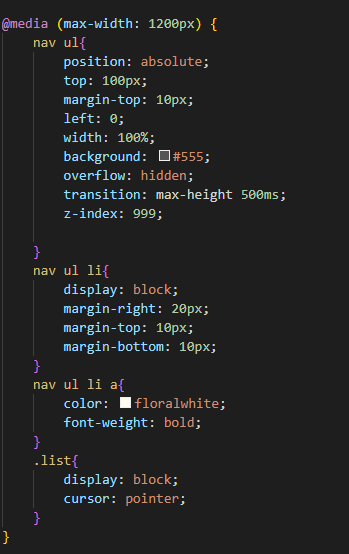 @media (max-width: 1200px) {
nav ul{
position: absolute;
top: 100px;
margin-top: 10px;
left: 0;
width: 100%;
background: #555;
overflow: hidden;
transition: max-height 500ms;
z-index: 999;
}
nav ul li{
display: block;
margin-right: 20px;
margin-top: 10px;
margin-bottom: 10px;
}
nav ul li a{
color: floralwhite;
font-weight: bold;
}
.list{
display: block;
cursor: pointer;
}
}